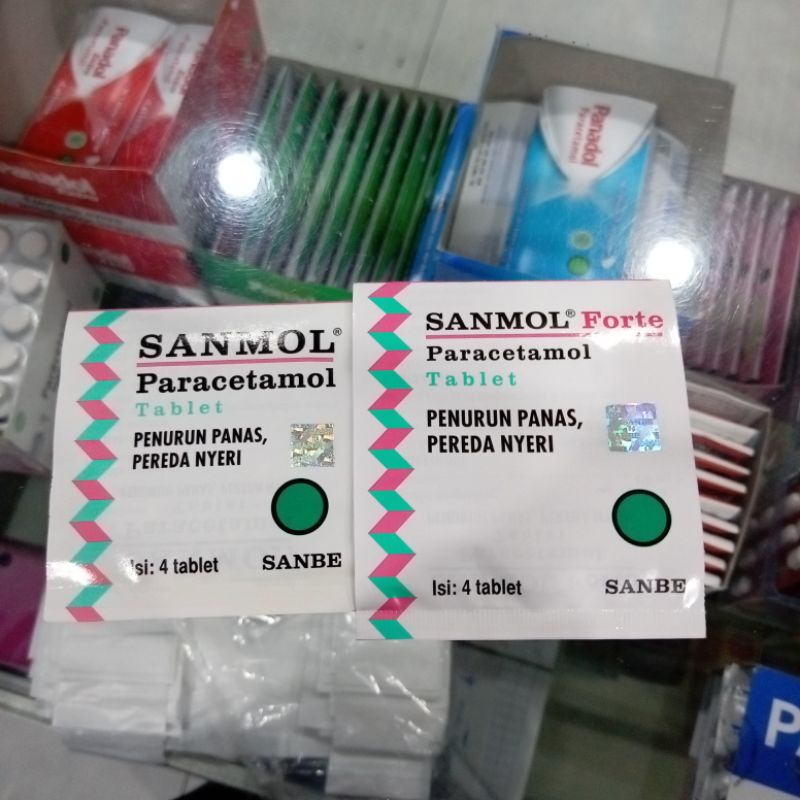 Panadol
Panadol
Paracetamol
SANMOL®
Paracetamol
Tablet
PENURUN PANAS,
PEREDA NYERI
Isi: 4 tablet
SANBE
SANMOL® Forte
Paracetamol
Tablet
PENURUN PANAS,
PEREDA NYERI
Isi: 4 tablet
SANBE